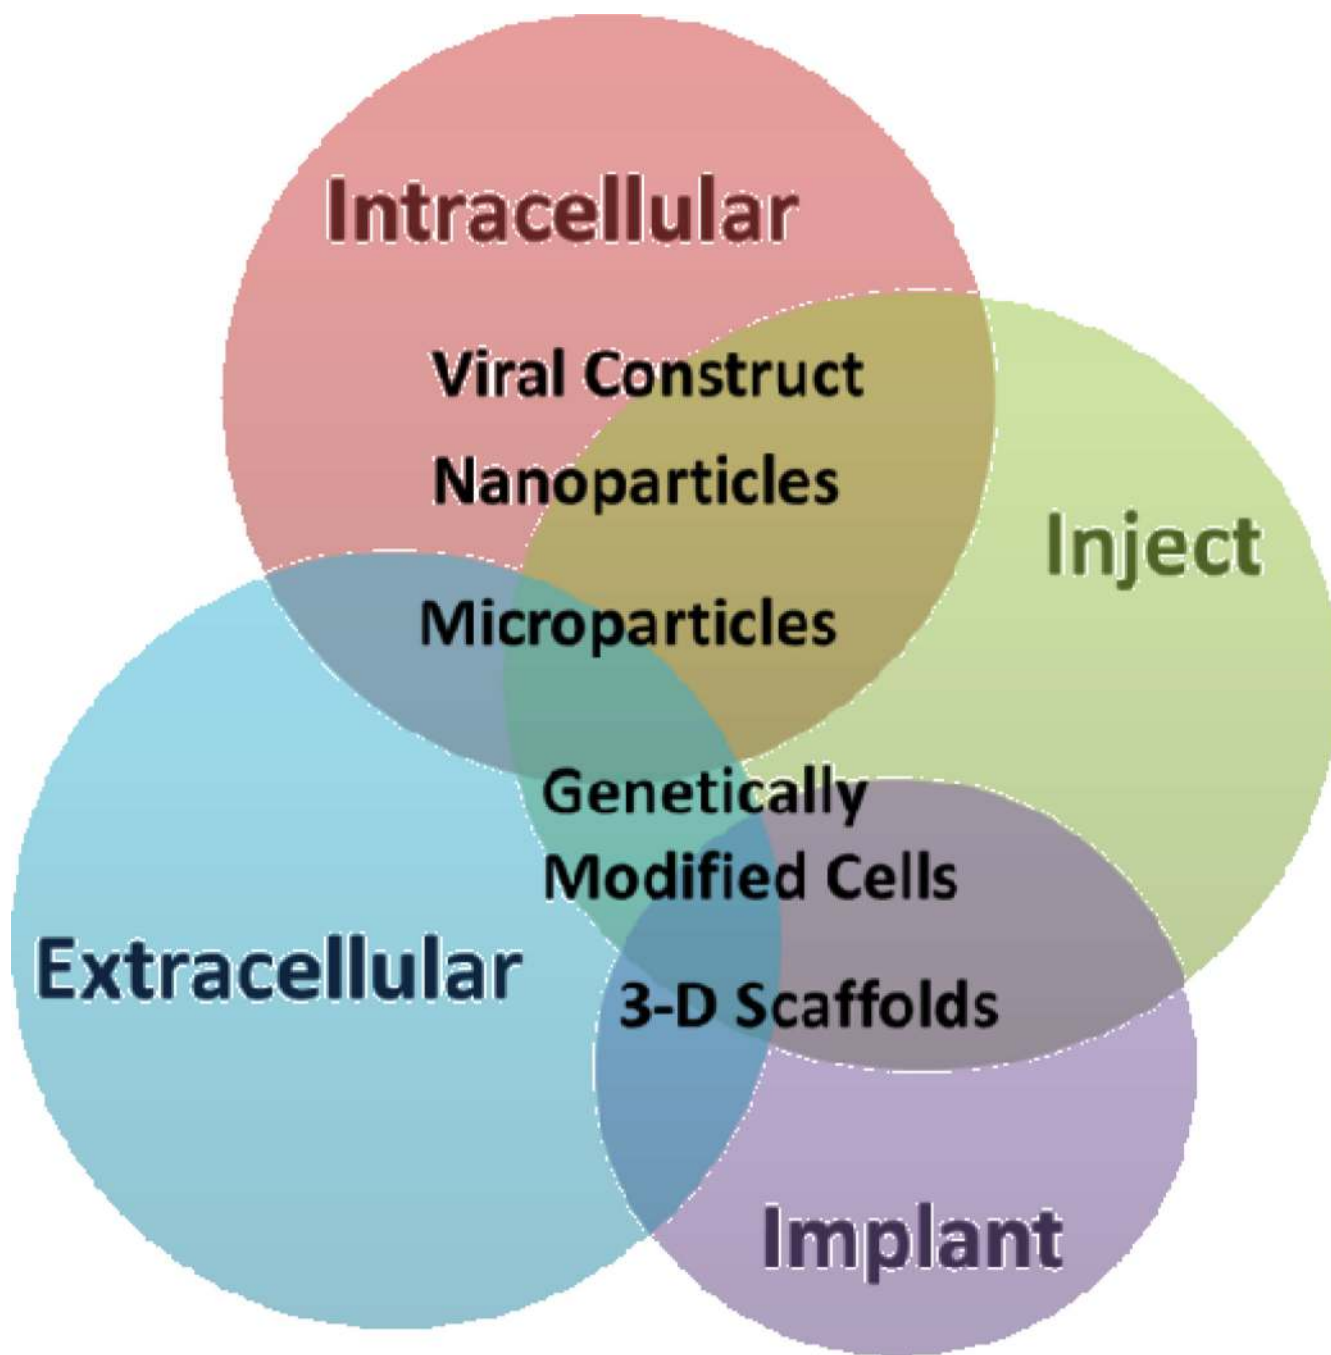 Intracellular
Viral Construct
Nanoparticles
Inject
Microparticles
Genetically
Modified Cells
Extracellular
3-D Scaffolds
Implant